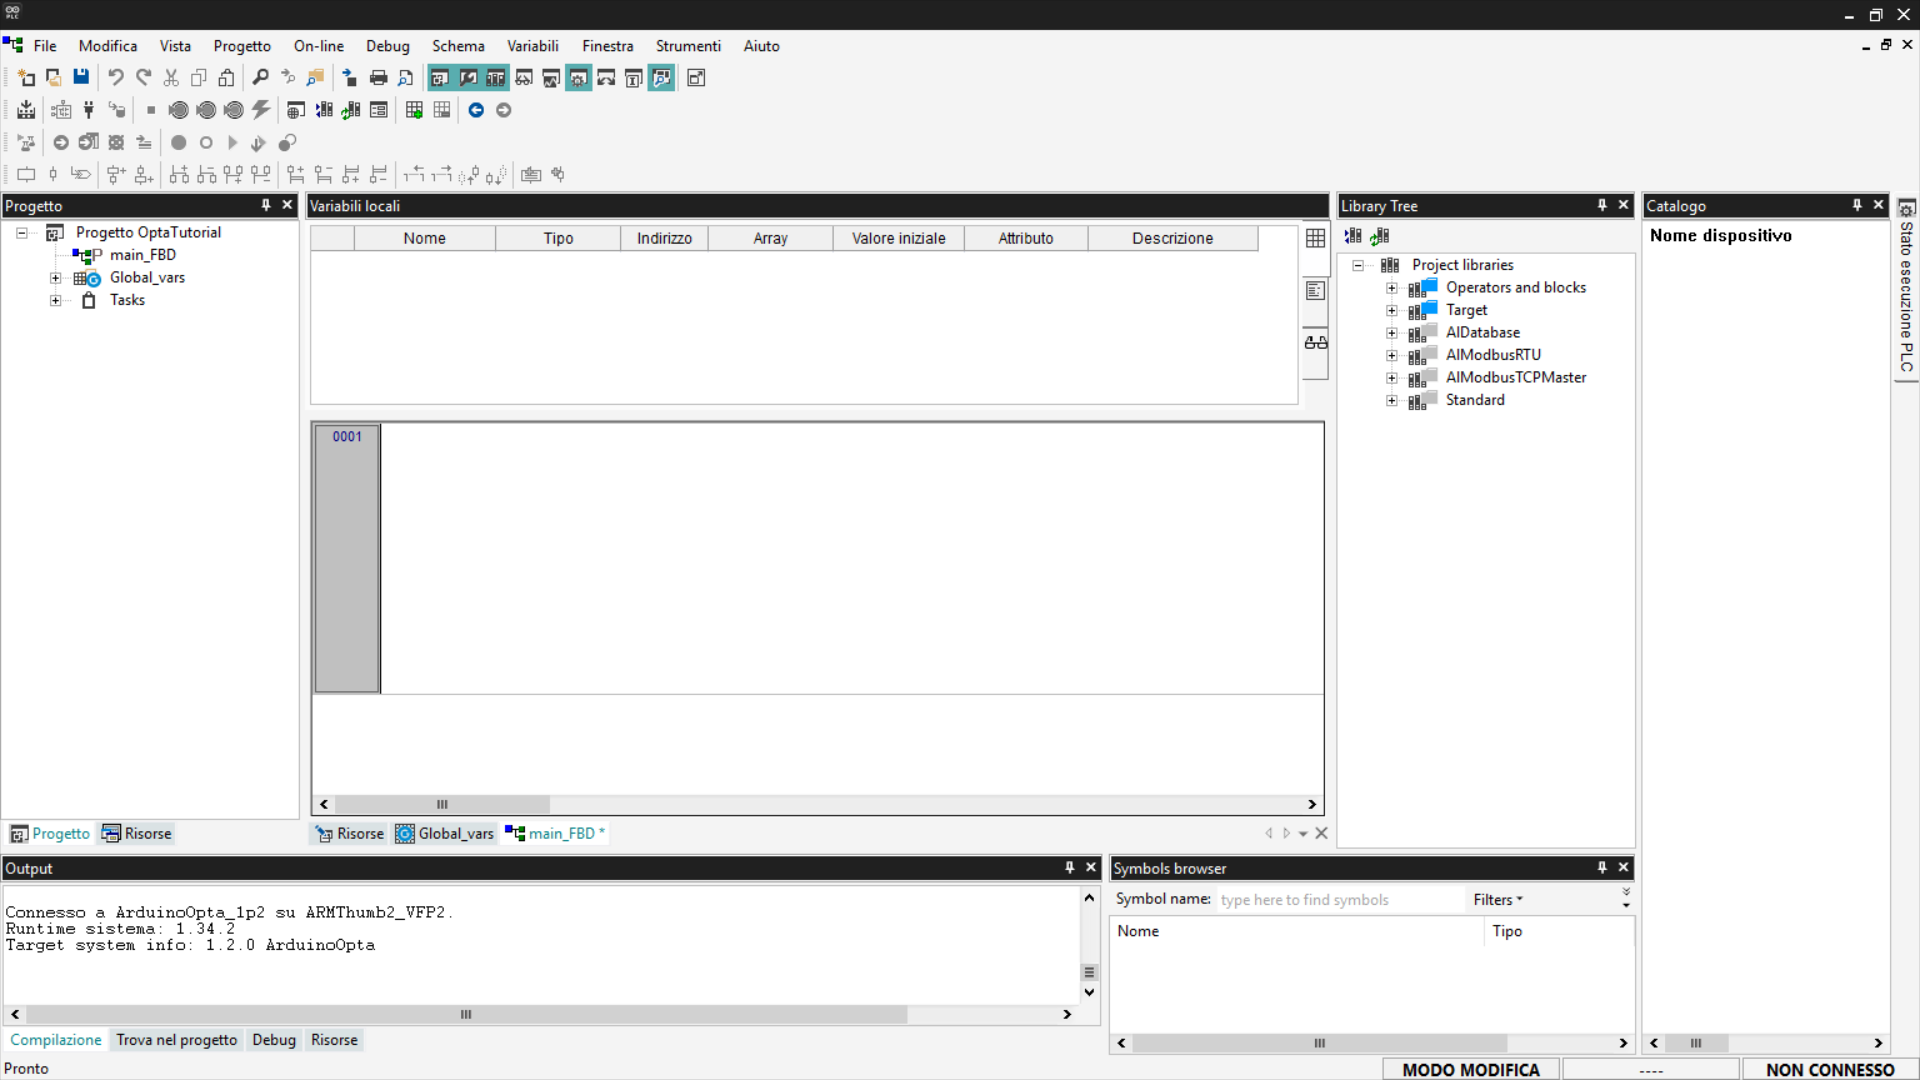 PLC
File Modifica Vista Progetto On-line Debug Schema Variabili Finestra Strumenti Aiuto
Progetto
Progetto OptaTutorial
main_FBD
Global_vars
Tasks
Progetto Risorse
Variabili locali
Nome Tipo Indirizzo Array Valore iniziale Attributo Descrizione
0001
Risorse Global_vars main_FBD *
Library Tree
Project libraries
Operators and blocks
Target
AIDatabase
AIModbusRTU
AIModbusTCPMaster
Standard
Catalogo
Nome dispositivo
Stato esecuzione PLC
Output
Connesso a ArduinoOpta_1p2 su ARMThumb2_VFP2.
Runtime sistema: 1.34.2
Target system info: 1.2.0 ArduinoOpta
Compilazione Trova nel progetto Debug Risorse
Symbols browser
Symbol name: type here to find symbols Filters
Nome Tipo
Pronto
MODO MODIFICA ---- NON CONNESSO